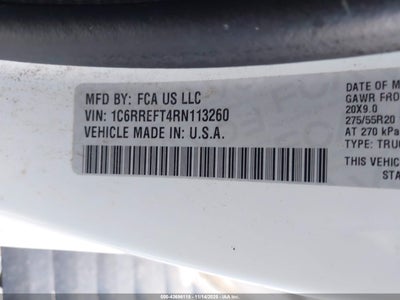 MFD BY: FCA US LLC
VIN: 1C6RREFT4RN113260
VEHICLE MADE IN: U.S.A.
DATE OF M
GAWR FRO
20X9.0
275/55R20
AT 270 kPa
TYPE: TRUC
THIS VEHIC
STA